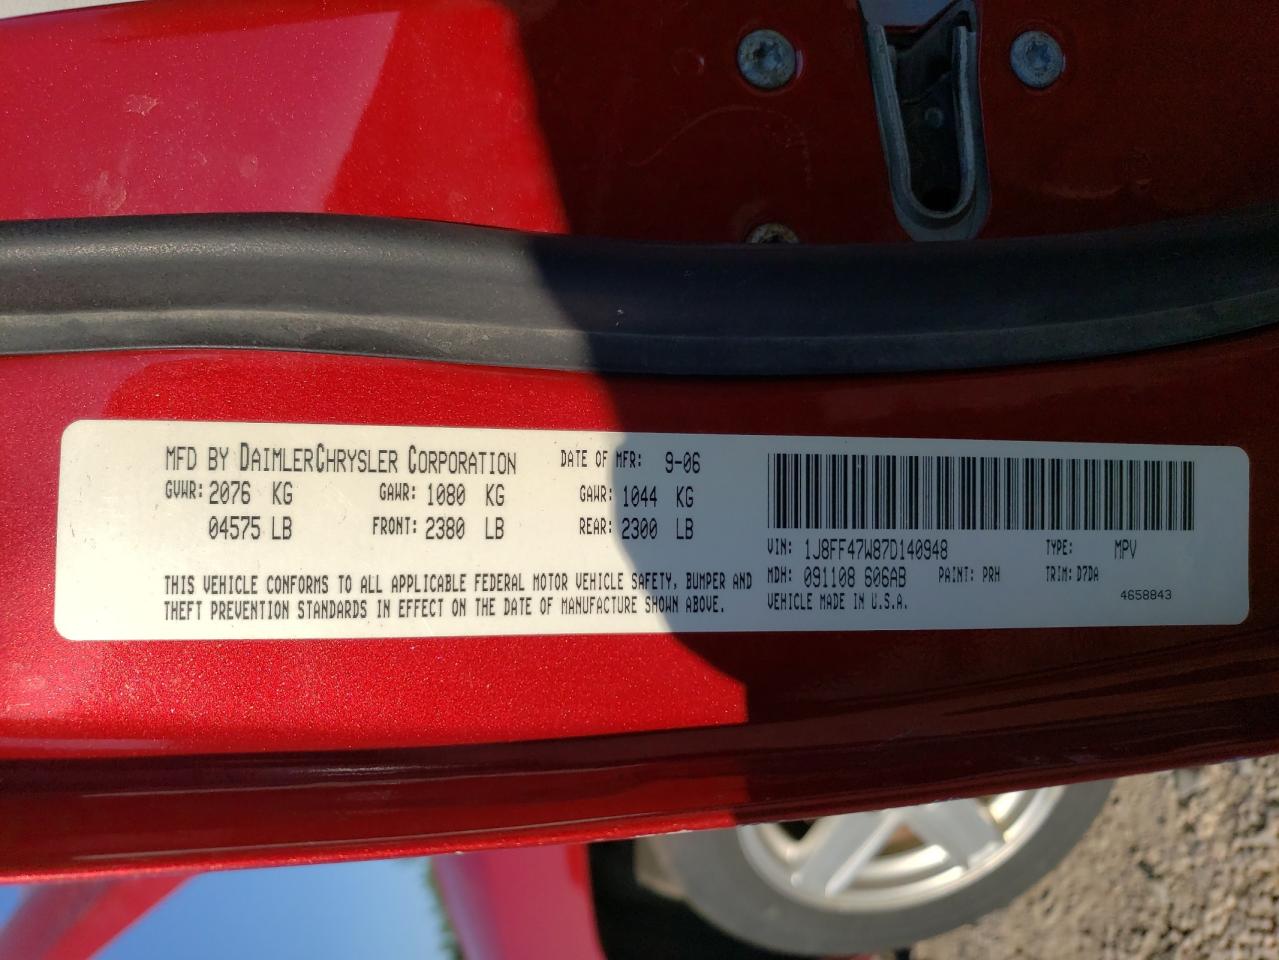 MFD BY DAIMLERCHRYSLER CORPORATION DATE OF MFR: 9-06
GVWR: 2076 KG GAWR: 1080 KG GAWR: 1044 KG
04575 LB FRONT: 2380 LB REAR: 2300 LB
THIS VEHICLE CONFORMS TO ALL APPLICABLE FEDERAL MOTOR VEHICLE SAFETY, BUMPER AND
THEFT PREVENTION STANDARDS IN EFFECT ON THE DATE OF MANUFACTURE SHOWN ABOVE.
VIN: 1J8FF47W87D140948 TYPE: MPV
MDH: 091108 606AB PAINT: PRH TRIM: D7DA
VEHICLE MADE IN U.S.A. 4658843